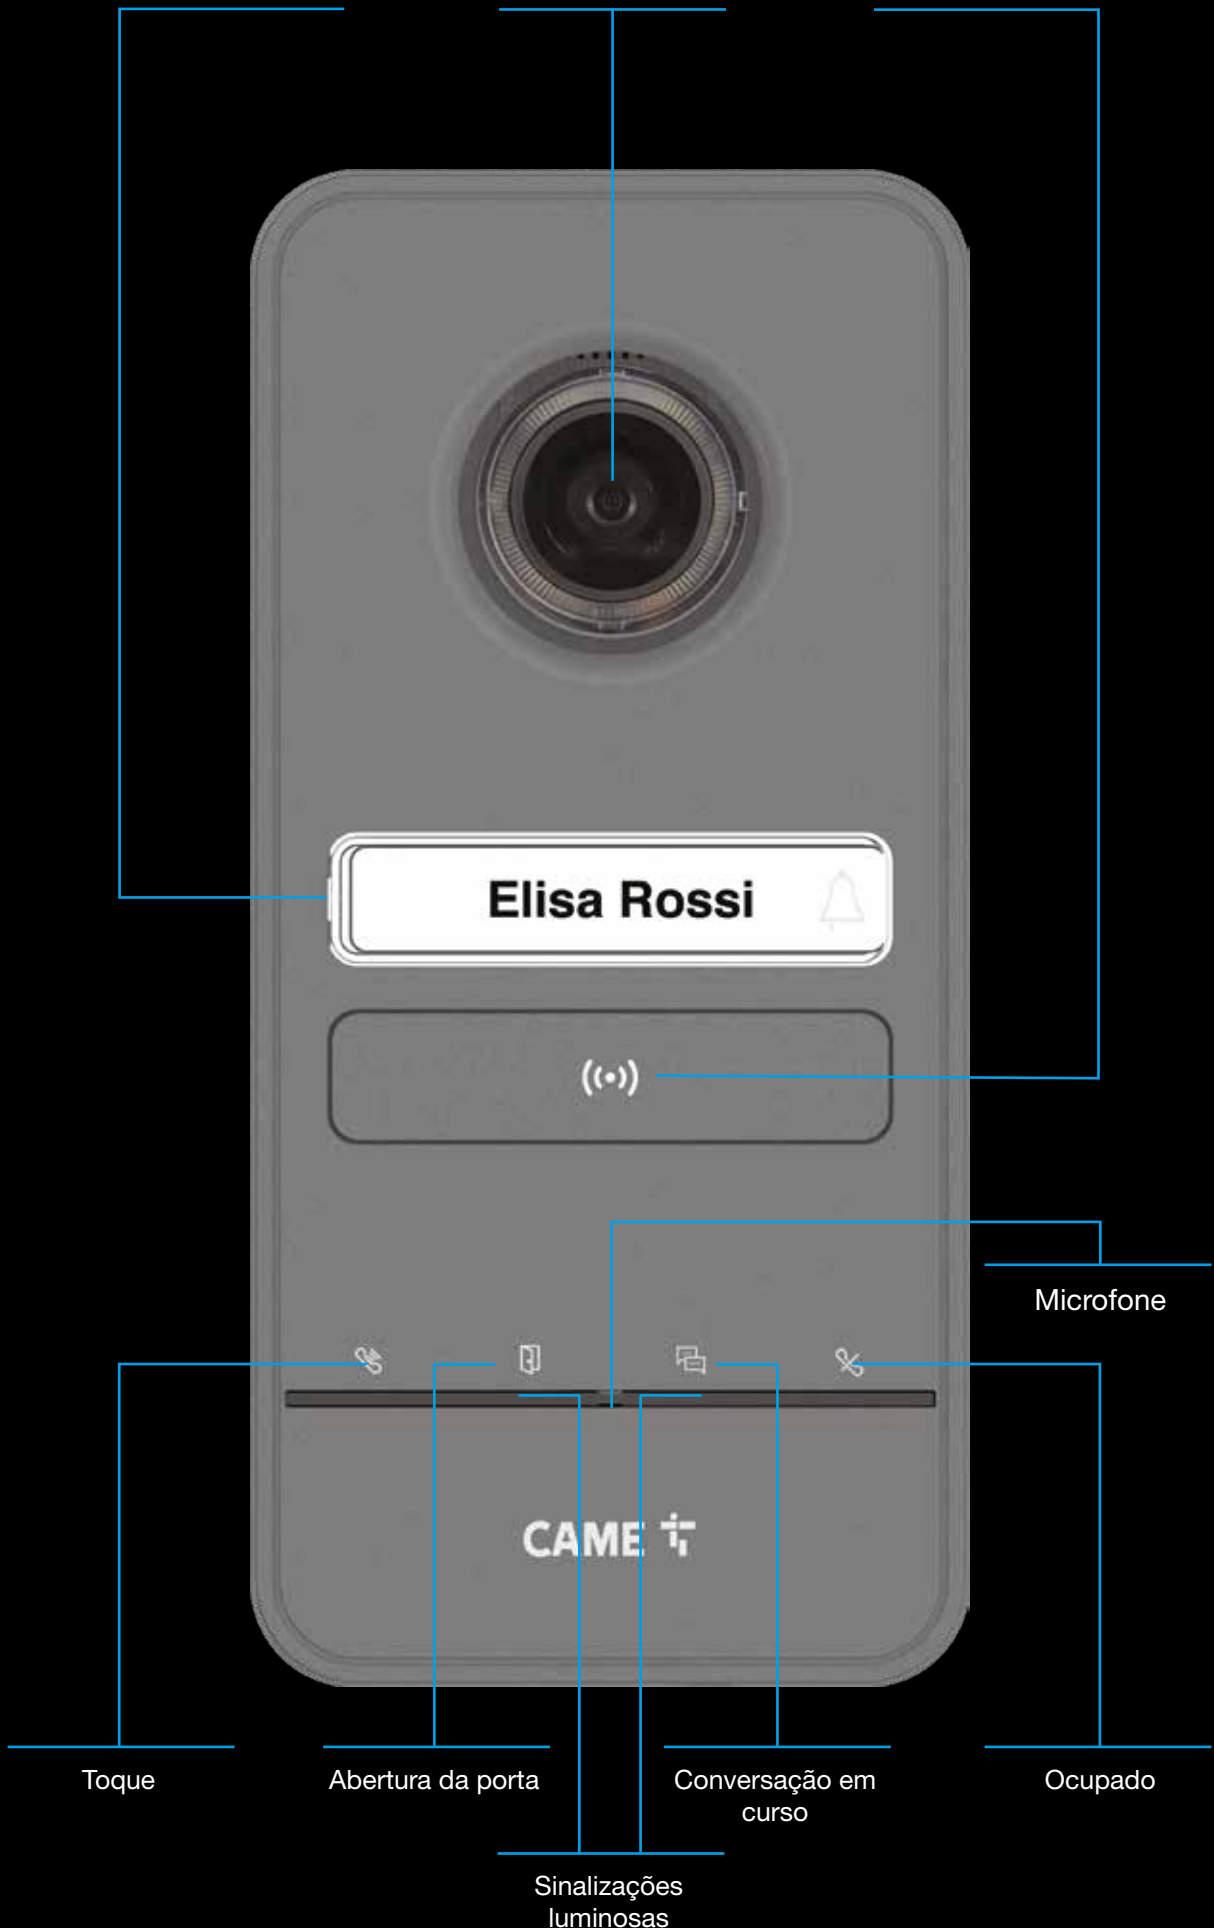 Elisa Rossi
Microfone
CAME
Toque
Abertura da porta
Conversação em
curso
Ocupado
Sinalizações
luminosas